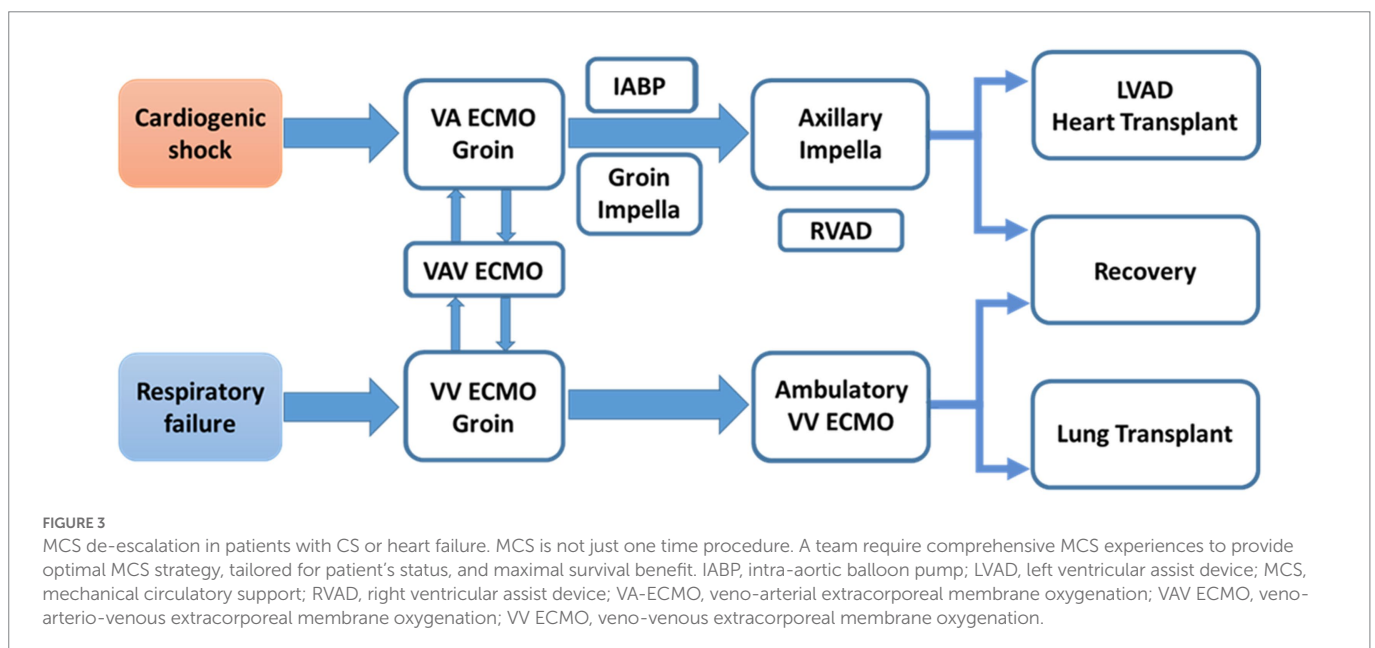 Cardiogenic
shock
VA ECMO
Groin
IABP
Groin
Impella
Axillary
Impella
RVAD
LVAD
Heart Transplant
VAV ECMO
Recovery
Respiratory
failure
VV ECMO
Groin
Ambulatory
VV ECMO
Lung Transplant
FIGURE 3
MCS de-escalation in patients with CS or heart failure. MCS is not just one time procedure. A team require comprehensive MCS experiences to provide
optimal MCS strategy, tailored for patient's status, and maximal survival benefit. IABP, intra-aortic balloon pump; LVAD, left ventricular assist device; MCS,
mechanical circulatory support; RVAD, right ventricular assist device; VA-ECMO, veno-arterial extracorporeal membrane oxygenation; VAV ECMO, veno-
arterio-venous extracorporeal membrane oxygenation; VV ECMO, veno-venous extracorporeal membrane oxygenation.